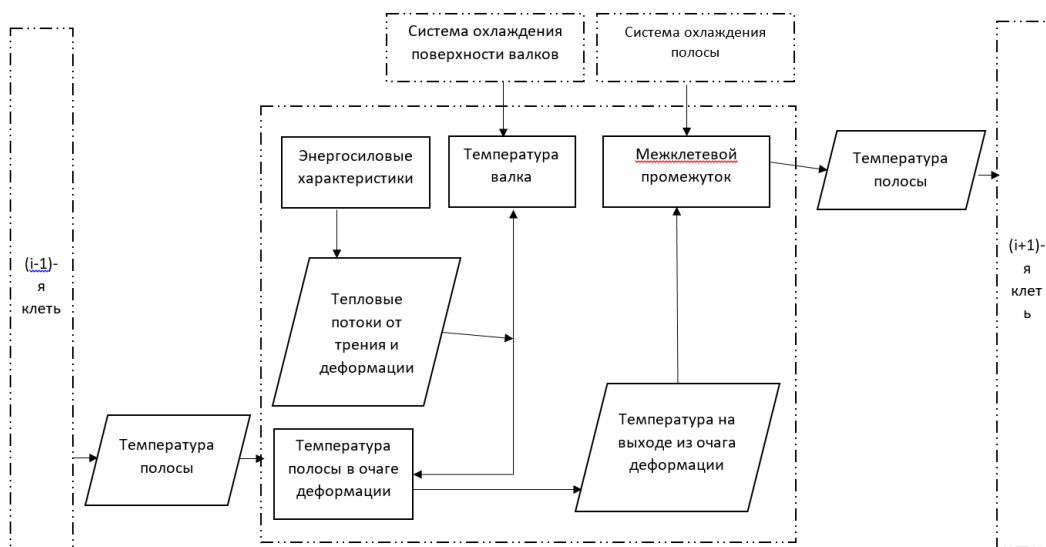 Система охлаждения
поверхности валков
Система охлаждения
полосы
Энергосиловые
характеристики
Температура
валка
Межклетевой
промежуток
Температура
полосы
(i-1)-
я клеть
(i+1)-
я
клет
ь
Тепловые
потоки от
трения и
деформации
Температура
полосы
Температура
полосы в очаге
деформации
Температура на
выходе из очага
деформации